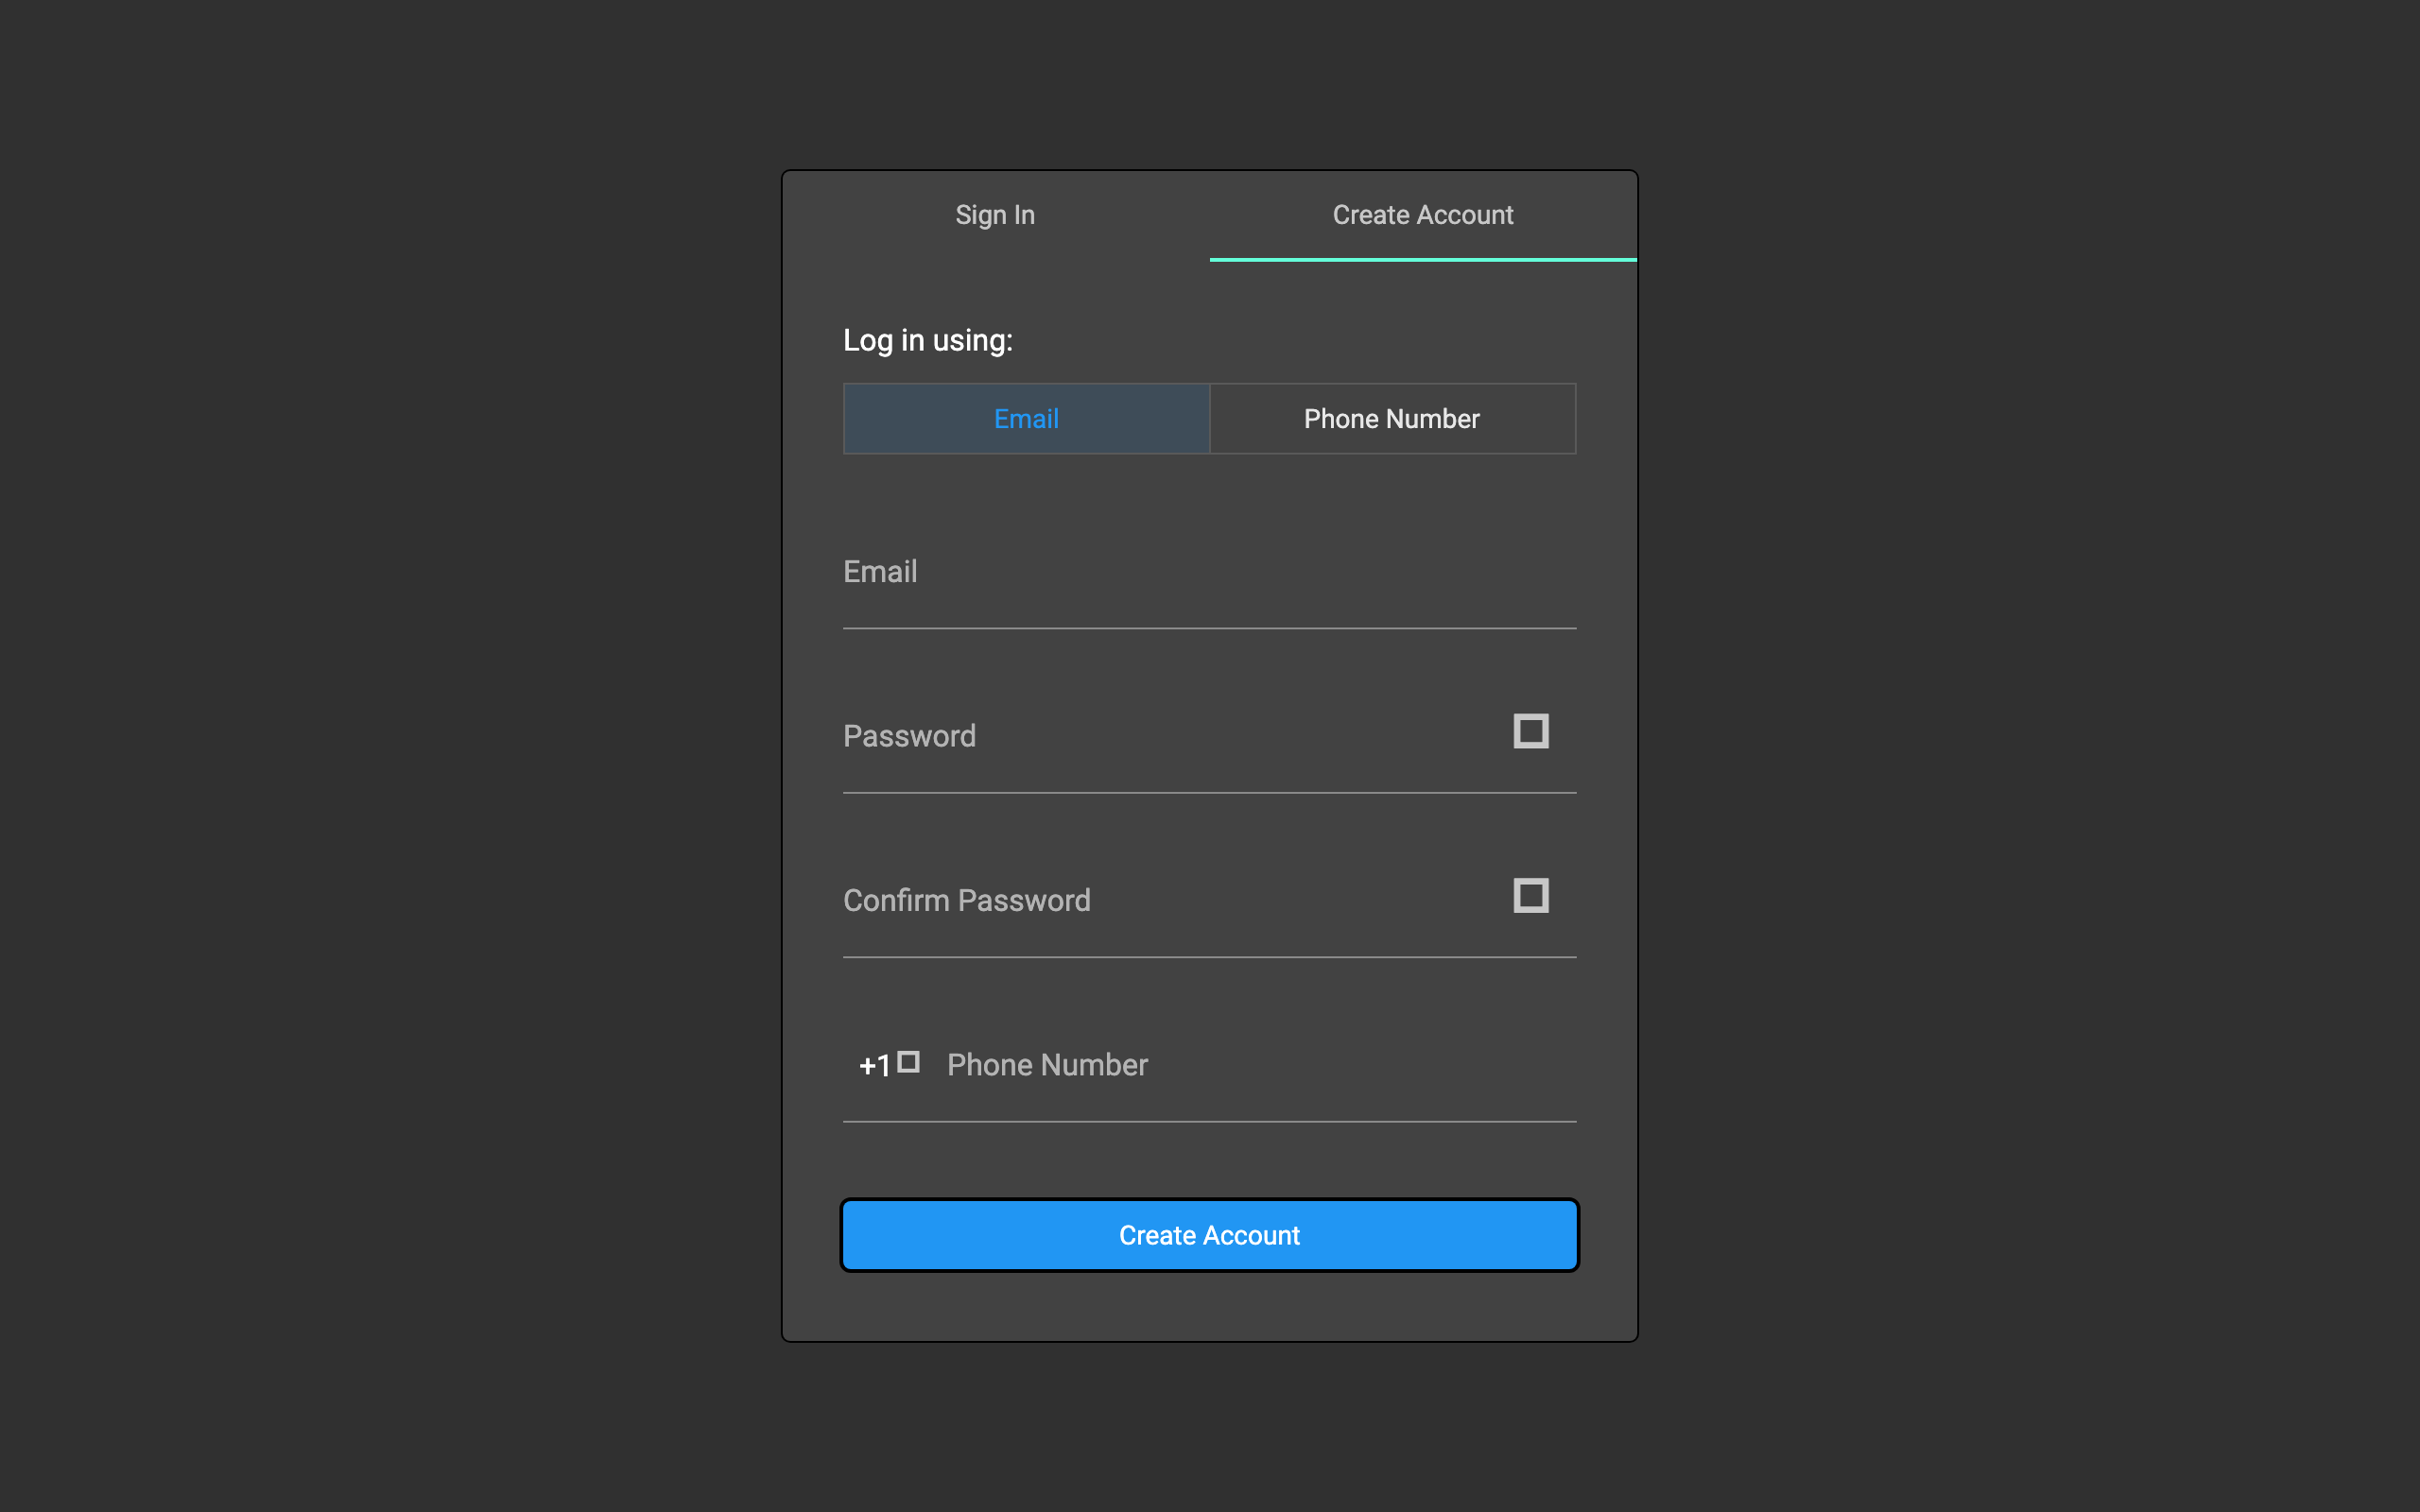 Sign In Create Account
Log in using:
Email Phone Number
Email
Password
Confirm Password
+1 Phone Number
Create Account